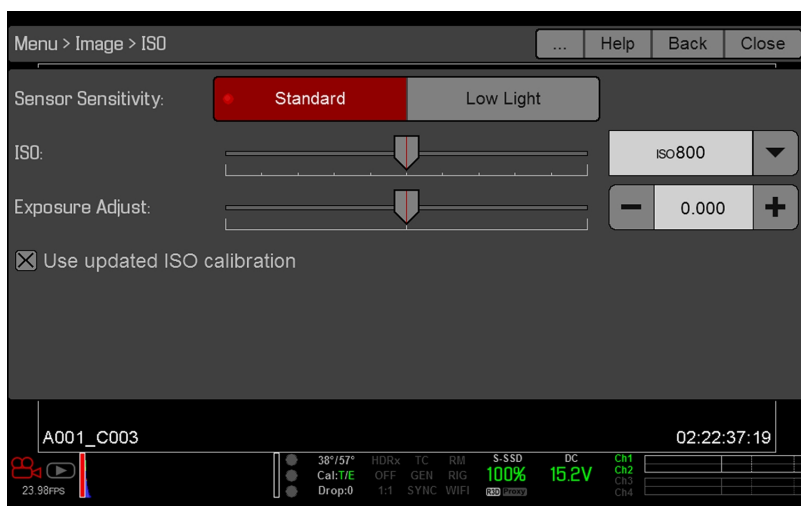 Menu > Image > ISO ... Help Back Close
Sensor Sensitivity: Standard Low Light
ISO: ISO800
Exposure Adjust: 0.000
Use updated ISO calibration
A001_C003 02:22:37:19
38°/57° HDRx TC RM S-SSD DC Ch1
Cal:T/E OFF GEN RIG 100% 15.2V Ch2
Ch3
23.98FPS Drop:0 1:1 SYNC WIFI R3D Proxy Ch4